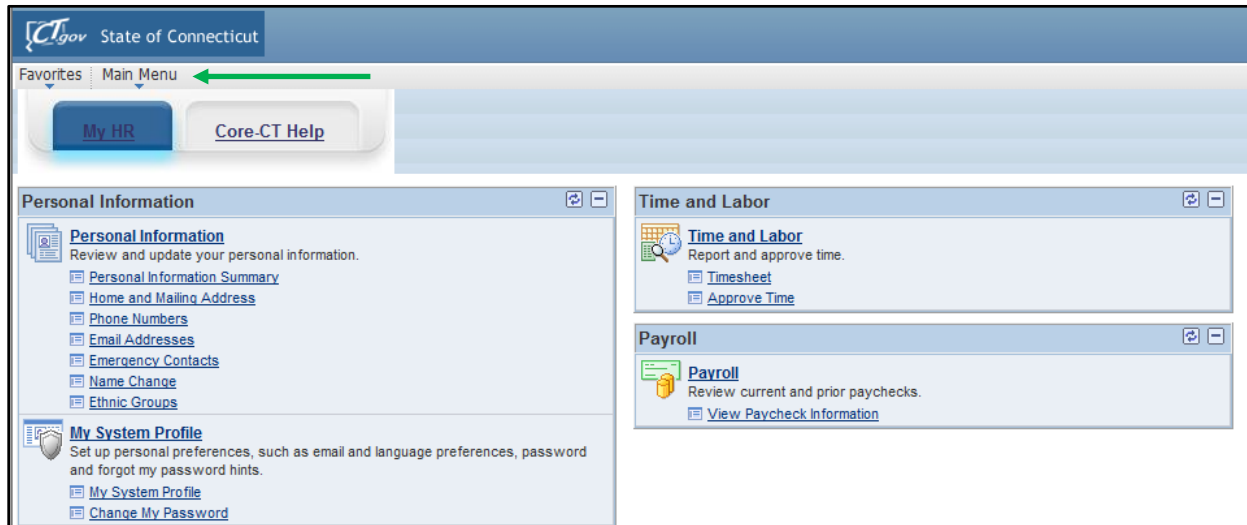 CTgov State of Connecticut
Favorites Main Menu
My HR Core-CT Help
Personal Information
Personal Information
Review and update your personal information.
Personal Information Summary
Home and Mailing Address
Phone Numbers
Email Addresses
Emergency Contacts
Name Change
Ethnic Groups
My System Profile
Set up personal preferences, such as email and language preferences, password
and forgot my password hints.
My System Profile
Change My Password
Time and Labor
Time and Labor
Report and approve time.
Timesheet
Approve Time
Payroll
Payroll
Review current and prior paychecks.
View Paycheck Information